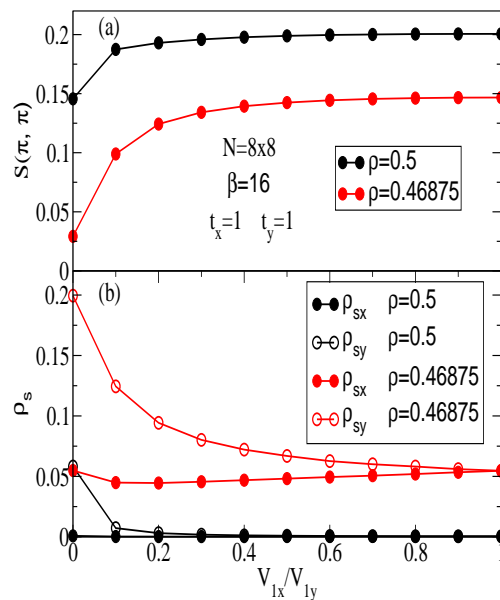 0.2
(a)
0.15
S(π, π)
N=8x8
0.1
β=16
ρ=0.5
ρ=0.46875
0.05
t_x=1 t_y=1
0
(b)
0.2
ρ_sx ρ=0.5
ρ_sy ρ=0.5
0.15
ρ_sx ρ=0.46875
ρ_s
ρ_sy ρ=0.46875
0.1
0.05
0
0 0.2 0.4 0.6 0.8 1
V_1x/V_1y